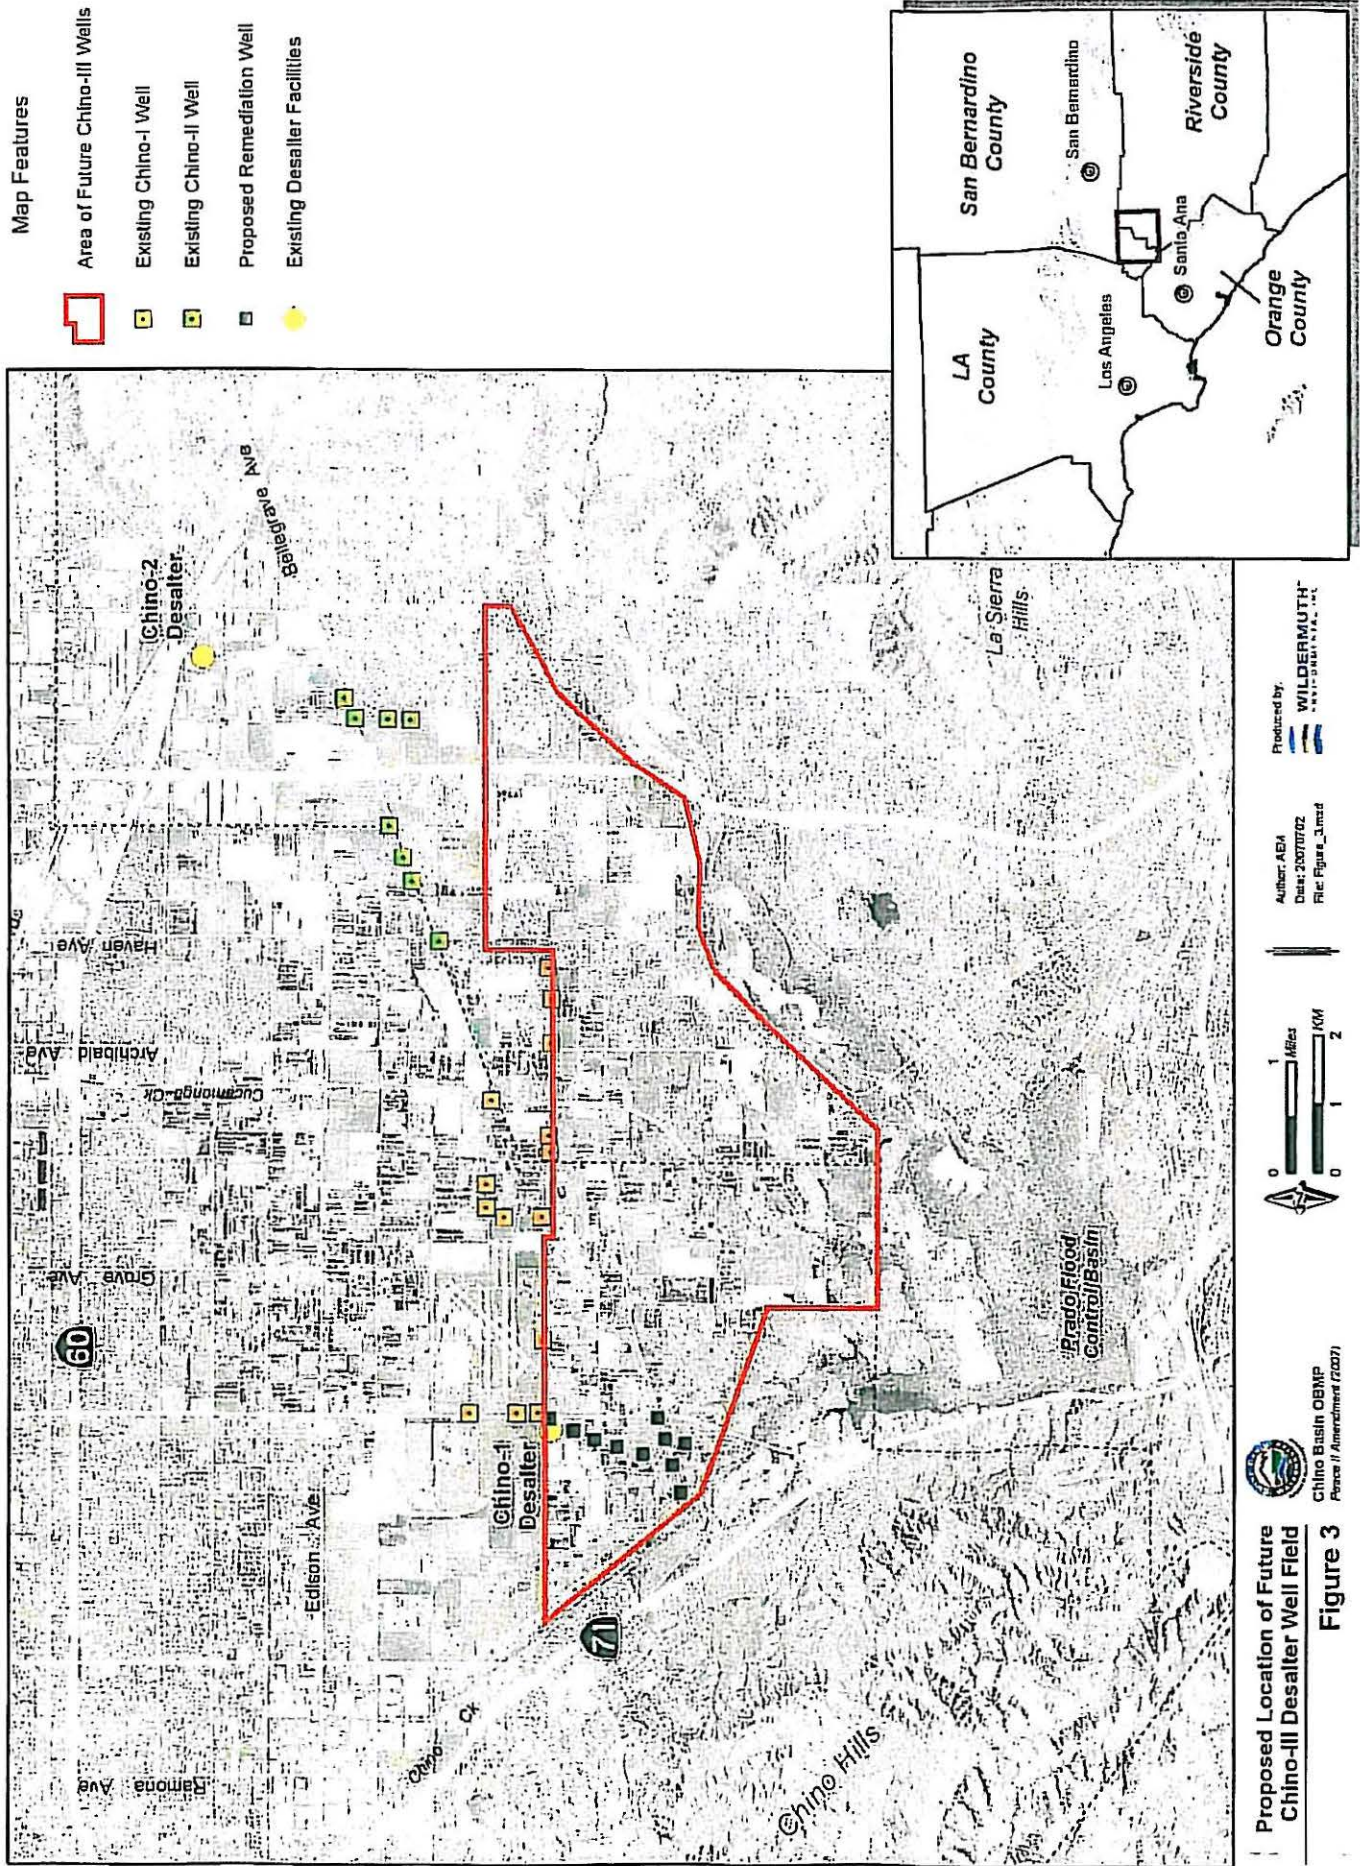 Map Features
Area of Future Chino-III Wells
Existing Chino-I Well
Existing Chino-II Well
Proposed Remediation Well
Existing Desalter Facilities
60
Ramona Ave
Edison Ave
Grove Ave
Cucamonga Ck
Archibald Ave
Haven Ave
Chino-2
Desalter
Bellegrave Ave
Chino Ck
71
Chino-1
Desalter
Chino Hills
Prado Flood
Control Basin
La Sierra
Hills
LA
County
San Bernardino
County
San Bernardino
Los Angeles
Santa Ana
Riverside
County
Orange
County
Proposed Location of Future
Chino-III Desalter Well Field
Figure 3
Chino Basin OBMP
Peace II Amendment (2007)
0 1
Miles
KM
0 1 2
Author: AEM
Date: 20070702
File: Figure_3.mxd
Produced by:
WILDERMUTH